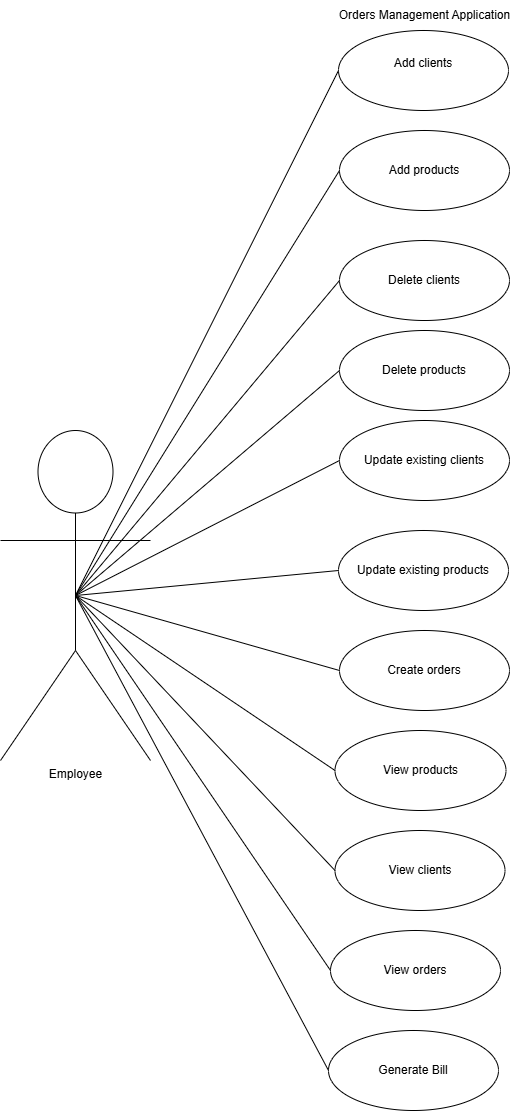 Orders Management Application
Add clients
Add products
Delete clients
Delete products
Update existing clients
Update existing products
Create orders
View products
Employee
View clients
View orders
Generate Bill